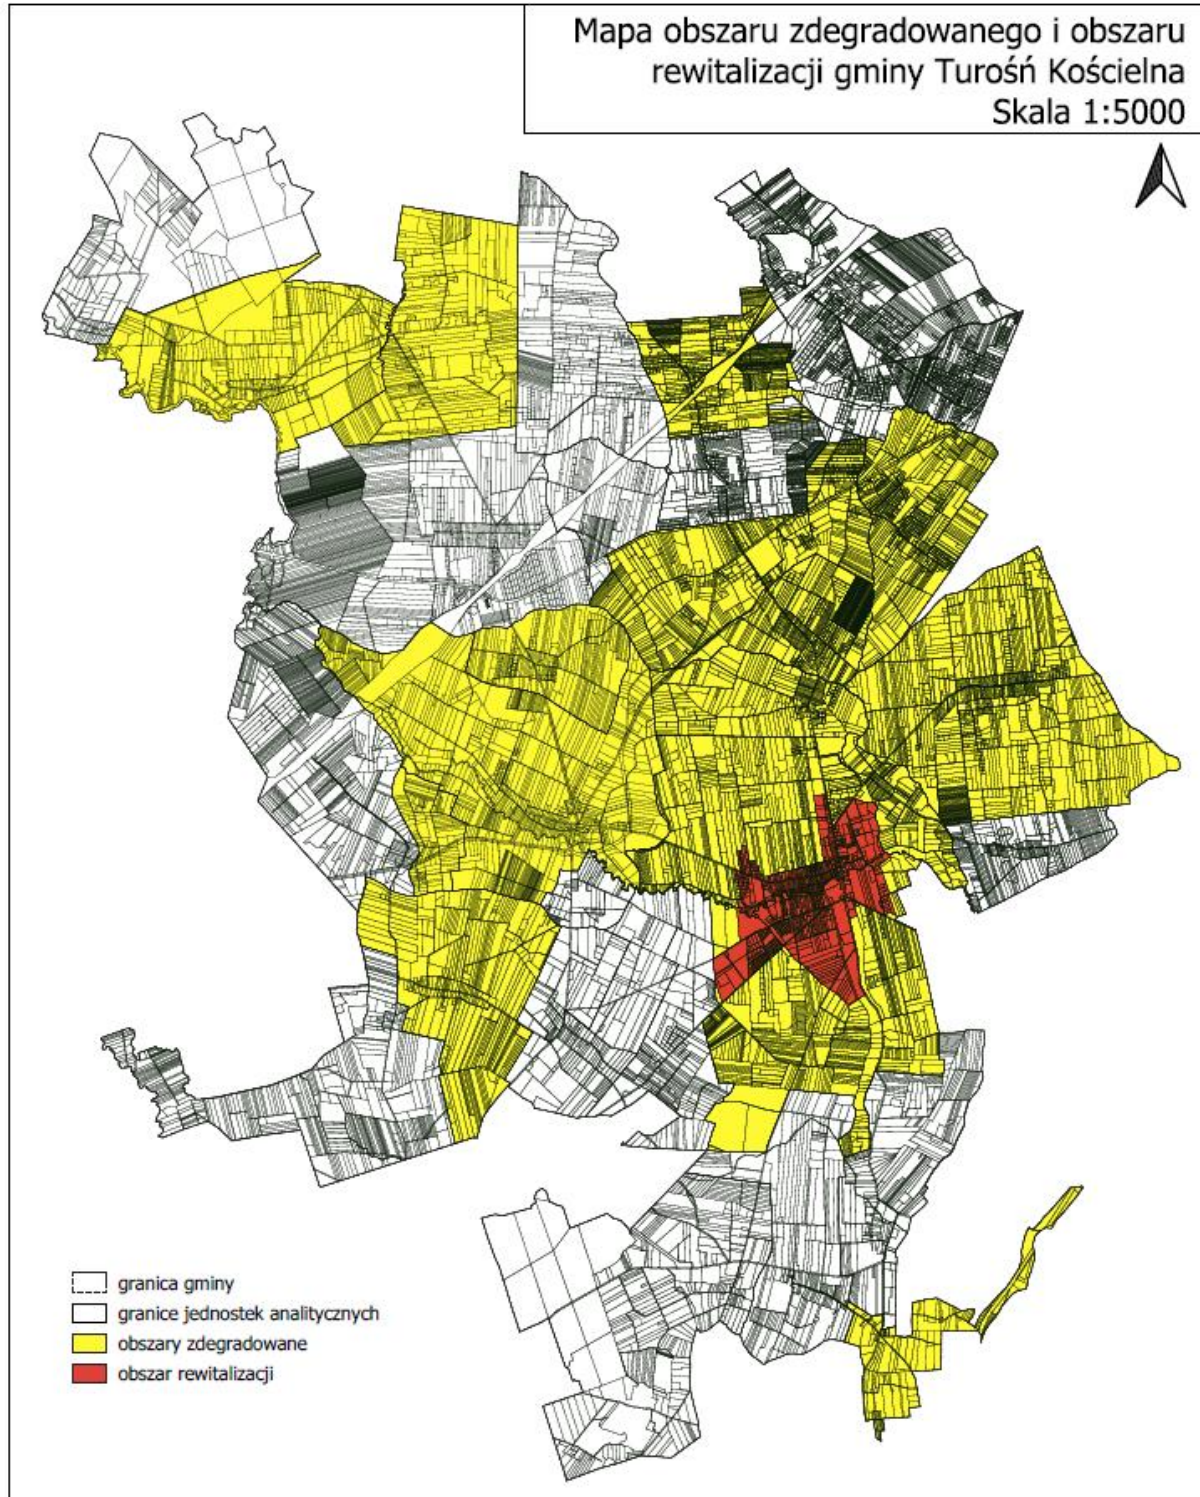 Mapa obszaru zdegradowanego i obszaru
rewitalizacji gminy Turośń Kościelna
Skala 1:5000
granica gminy
granice jednostek analitycznych
obszary zdegradowane
obszar rewitalizacji